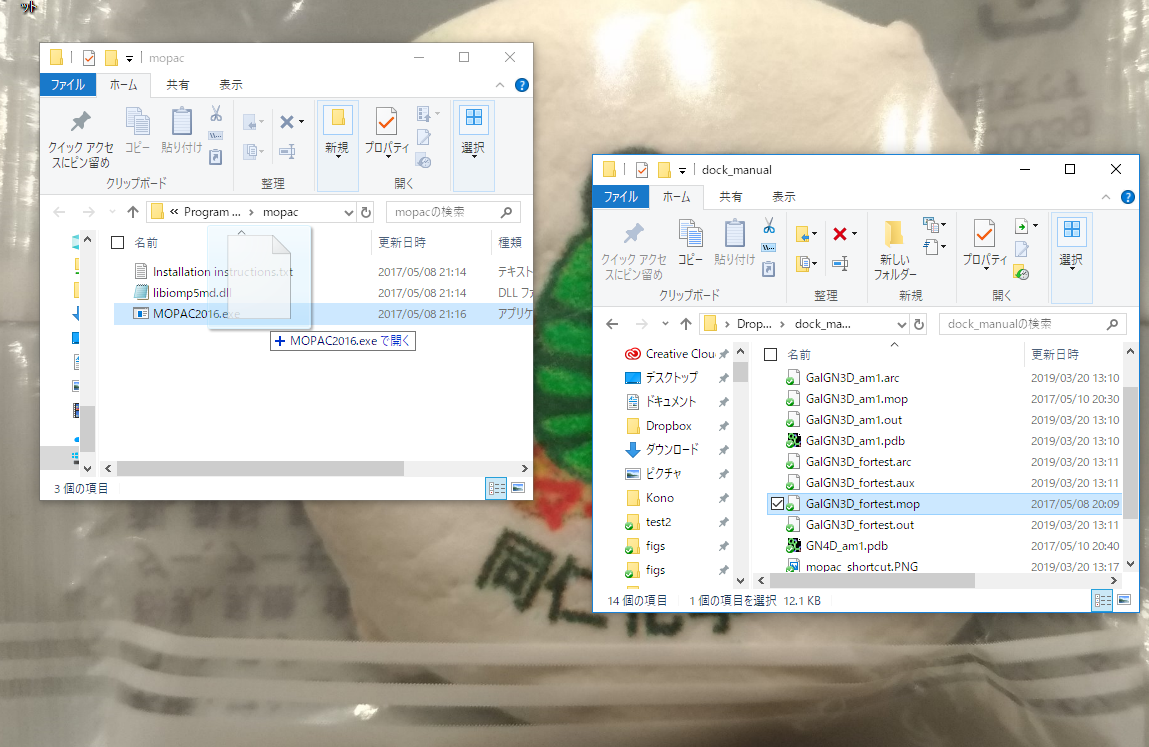 ット
mopac
ファイル ホーム 共有 表示
クイック アクセスにピン留め
コピー
貼り付け
新規
プロパティ
選択
クリップボード 整理 開く
« Program ... › mopac
mopacの検索
名前 更新日時 種類
Installation instructions.txt 2017/05/08 21:14 テキスト
libiomp5md.dll 2017/05/08 21:14 DLL ファ
MOPAC2016.exe 2017/05/08 21:16 アプリケ
+ MOPAC2016.exe で開く
3 個の項目
dock_manual
ファイル ホーム 共有 表示
クイック アクセスにピン留め
コピー
貼り付け
新しいフォルダー
プロパティ
選択
クリップボード 整理 新規 開く
Drop... › dock_ma...
dock_manualの検索
Creative Clou
デスクトップ
ドキュメント
Dropbox
ダウンロード
ピクチャ
Kono
test2
figs
figs
名前 更新日時
GalGN3D_am1.arc 2019/03/20 13:10
GalGN3D_am1.mop 2017/05/10 20:30
GalGN3D_am1.out 2019/03/20 13:10
GalGN3D_am1.pdb 2019/03/20 13:10
GalGN3D_fortest.arc 2019/03/20 13:11
GalGN3D_fortest.aux 2019/03/20 13:11
GalGN3D_fortest.mop 2017/05/08 20:09
GalGN3D_fortest.out 2019/03/20 13:11
GN4D_am1.pdb 2017/05/10 20:40
mopac_shortcut.PNG 2019/03/20 13:17
14 個の項目 1 個の項目を選択 12.1 KB
同仁化学